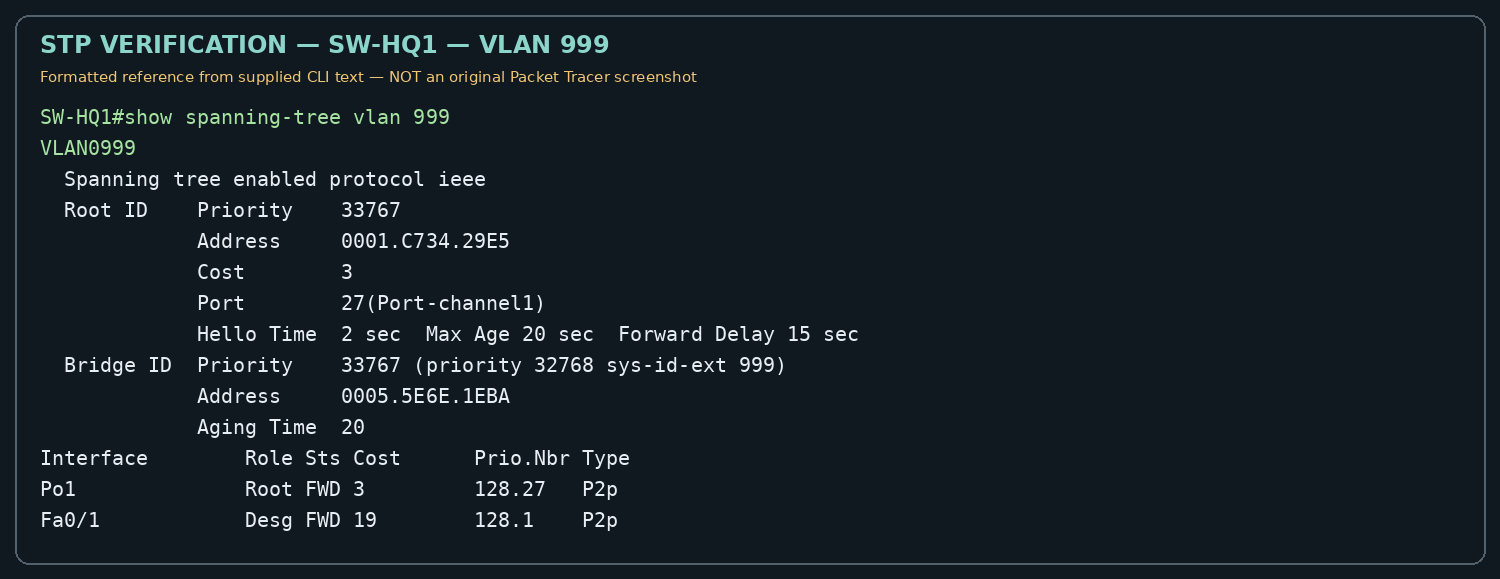 STP VERIFICATION — SW-HQ1 — VLAN 999
Formatted reference from supplied CLI text — NOT an original Packet Tracer screenshot
SW-HQ1#show spanning-tree vlan 999
VLAN0999
  Spanning tree enabled protocol ieee
  Root ID    Priority    33767
             Address     0001.C734.29E5
             Cost        3
             Port        27(Port-channel1)
             Hello Time  2 sec  Max Age 20 sec  Forward Delay 15 sec
  Bridge ID  Priority    33767 (priority 32768 sys-id-ext 999)
             Address     0005.5E6E.1EBA
             Aging Time  20
Interface        Role Sts Cost      Prio.Nbr Type
Po1              Root FWD 3         128.27   P2p
Fa0/1            Desg FWD 19        128.1    P2p